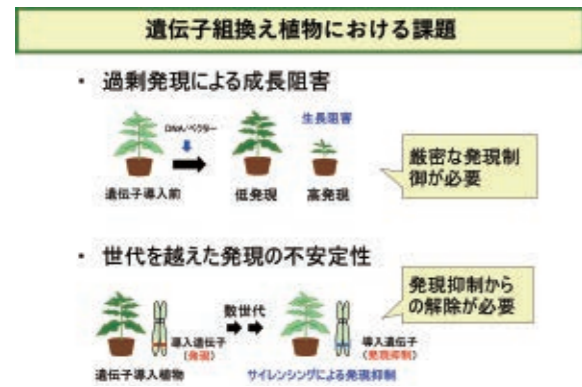 遺伝子組換え植物における課題
・ 過剰発現による成長阻害
DNAベクター
生長阻害
遺伝子導入前
低発現
高発現
厳密な発現制
御が必要
・ 世代を越えた発現の不安定性
発現抑制から
の解除が必要
数世代
導入遺伝子
(発現)
導入遺伝子
(発現抑制)
遺伝子導入植物
サイレンシングによる発現抑制